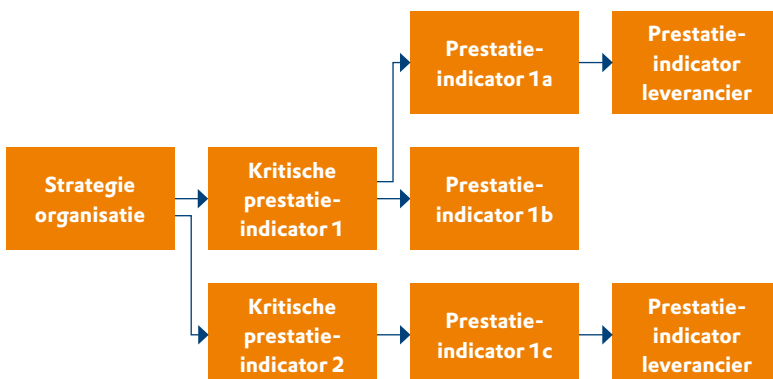 Prestatie-
indicator 1a
Prestatie-
indicator
leverancier
Strategie
organisatie
Kritische
prestatie-
indicator 1
Prestatie-
indicator 1b
Kritische
prestatie-
indicator 2
Prestatie-
indicator 1c
Prestatie-
indicator
leverancier